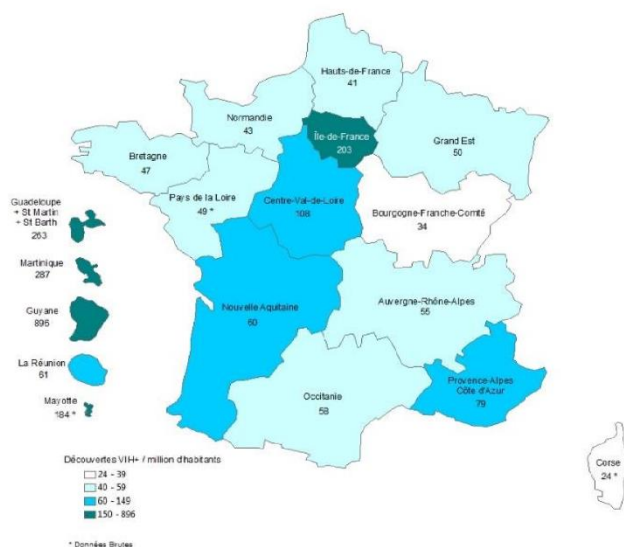 Hauts-de-France
41
Normandie
43
Île-de-France
203
Grand Est
50
Bretagne
47
Pays de la Loire
49 *
Centre-Val-de-Loire
108
Bourgogne-Franche-Comté
34
Guadeloupe
+ St Martin
+ St Barth
263
Martinique
287
Guyane
896
La Réunion
61
Mayotte
184 *
Nouvelle Aquitaine
60
Auvergne-Rhône-Alpes
55
Occitanie
58
Provence-Alpes
Côte d'Azur
79
Corse
24 *
Découvertes VIH+ / million d'habitants
24 - 39
40 - 59
60 - 149
150 - 896
* Données Brutes